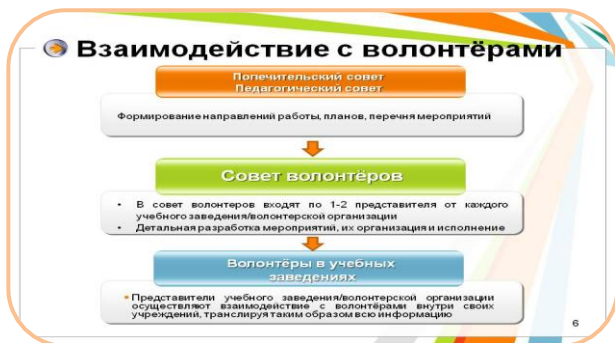 Взаимодействие с волонтёрами
Попечительский совет
Педагогический совет
Формирование направлений работы, планов, перечня мероприятий
Совет волонтёров
• В совет волонтеров входят по 1-2 представителя от каждого
учебного заведения/волонтерской организации
• Детальная разработка мероприятий, их организация и исполнение
Волонтёры в учебных
заведениях
• Представители учебного заведения/волонтерской организации
осуществляют взаимодействие с волонтёрами внутри своих
учреждений, транслируя таким образом всю информацию
6